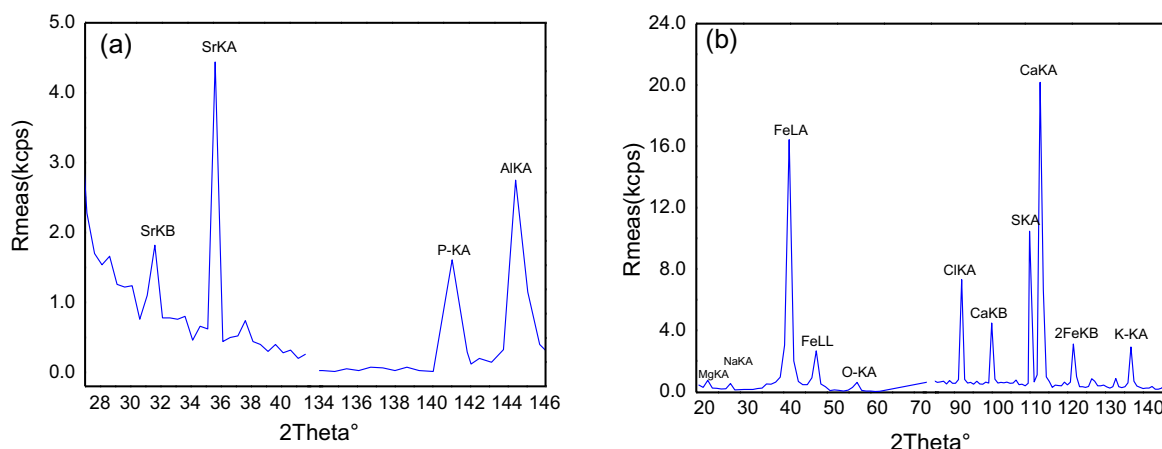 (a)
5.0
4.0
3.0
2.0
1.0
0.0
Rmeas(kcps)
SrKB
SrKA
P-KA
AlKA
28 30 32 34 36 38 40 134 136 138 140 142 144 146
2Theta°
(b)
24.0
20.0
16.0
12.0
8.0
4.0
0.0
Rmeas(kcps)
MgKA
NaKA
FeLA
FeLL
O-KA
ClKA
CaKB
SKA
CaKA
2FeKB
K-KA
20 30 40 50 60 70 80 90 100 110 120 130 140
2Theta°